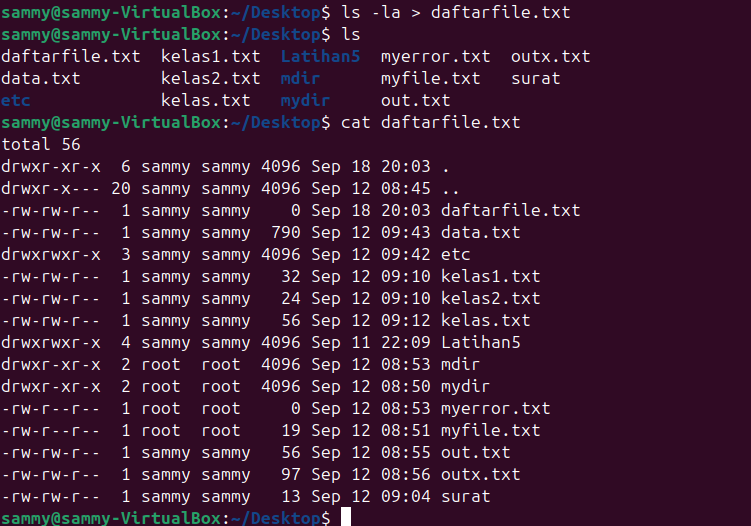 sammy@sammy-VirtualBox:~/Desktop$ ls -la > daftarfile.txt
sammy@sammy-VirtualBox:~/Desktop$ ls
daftarfile.txt  kelas1.txt  Latihan5  myerror.txt  outx.txt
data.txt        kelas2.txt  mdir      myfile.txt   surat
etc             kelas.txt   mydir     out.txt
sammy@sammy-VirtualBox:~/Desktop$ cat daftarfile.txt
total 56
drwxr-xr-x  6 sammy sammy 4096 Sep 18 20:03 .
drwxr-x--- 20 sammy sammy 4096 Sep 12 08:45 ..
-rw-rw-r--  1 sammy sammy    0 Sep 18 20:03 daftarfile.txt
-rw-rw-r--  1 sammy sammy  790 Sep 12 09:43 data.txt
drwxrwxr-x  3 sammy sammy 4096 Sep 12 09:42 etc
-rw-rw-r--  1 sammy sammy   32 Sep 12 09:10 kelas1.txt
-rw-rw-r--  1 sammy sammy   24 Sep 12 09:10 kelas2.txt
-rw-rw-r--  1 sammy sammy   56 Sep 12 09:12 kelas.txt
drwxrwxr-x  4 sammy sammy 4096 Sep 11 22:09 Latihan5
drwxr-xr-x  2 root  root  4096 Sep 12 08:53 mdir
drwxr-xr-x  2 root  root  4096 Sep 12 08:50 mydir
-rw-r--r--  1 root  root     0 Sep 12 08:53 myerror.txt
-rw-r--r--  1 root  root    19 Sep 12 08:51 myfile.txt
-rw-rw-r--  1 sammy sammy   56 Sep 12 08:55 out.txt
-rw-rw-r--  1 sammy sammy   97 Sep 12 08:56 outx.txt
-rw-rw-r--  1 sammy sammy   13 Sep 12 09:04 surat
sammy@sammy-VirtualBox:~/Desktop$